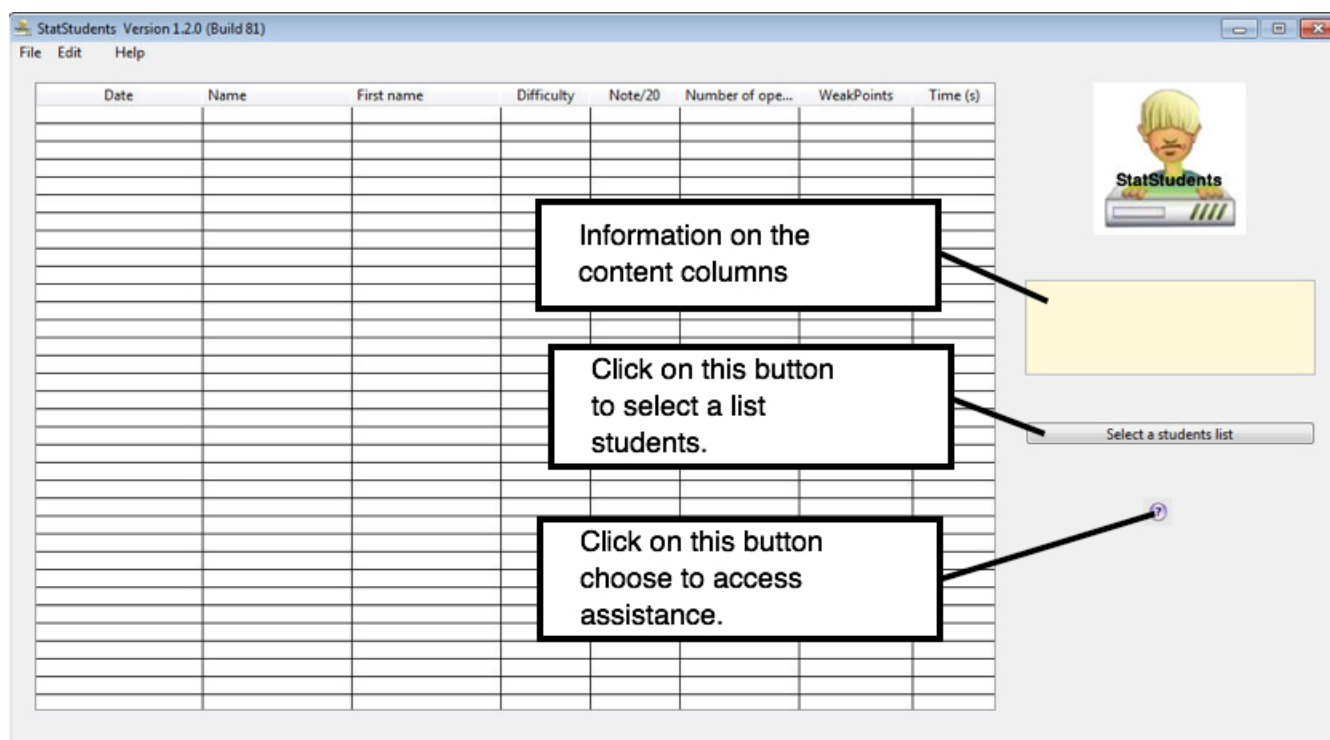 StatStudents Version 1.2.0 (Build 81)
File Edit Help
Date Name First name Difficulty Note/20 Number of ope... WeakPoints Time (s)
StatStudents
Information on the
content columns
Click on this button
to select a list
students.
Select a students list
?
Click on this button
choose to access
assistance.